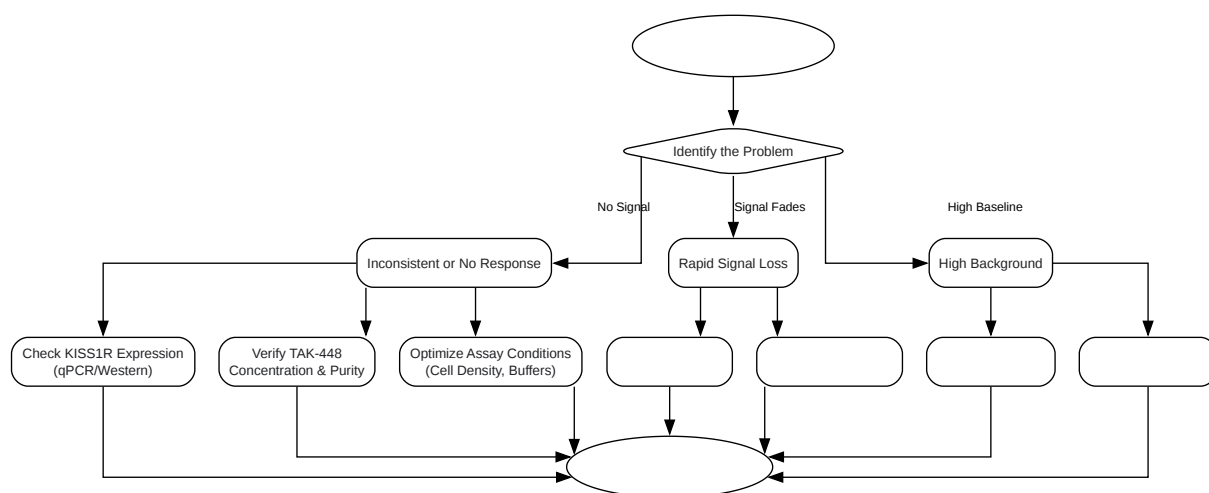 Identify the Problem
No Signal
Signal Fades
High Baseline
Inconsistent or No Response
Rapid Signal Loss
High Background
Check KISS1R Expression
(qPCR/Western)
Verify TAK-448
Concentration & Purity
Optimize Assay Conditions
(Cell Density, Buffers)